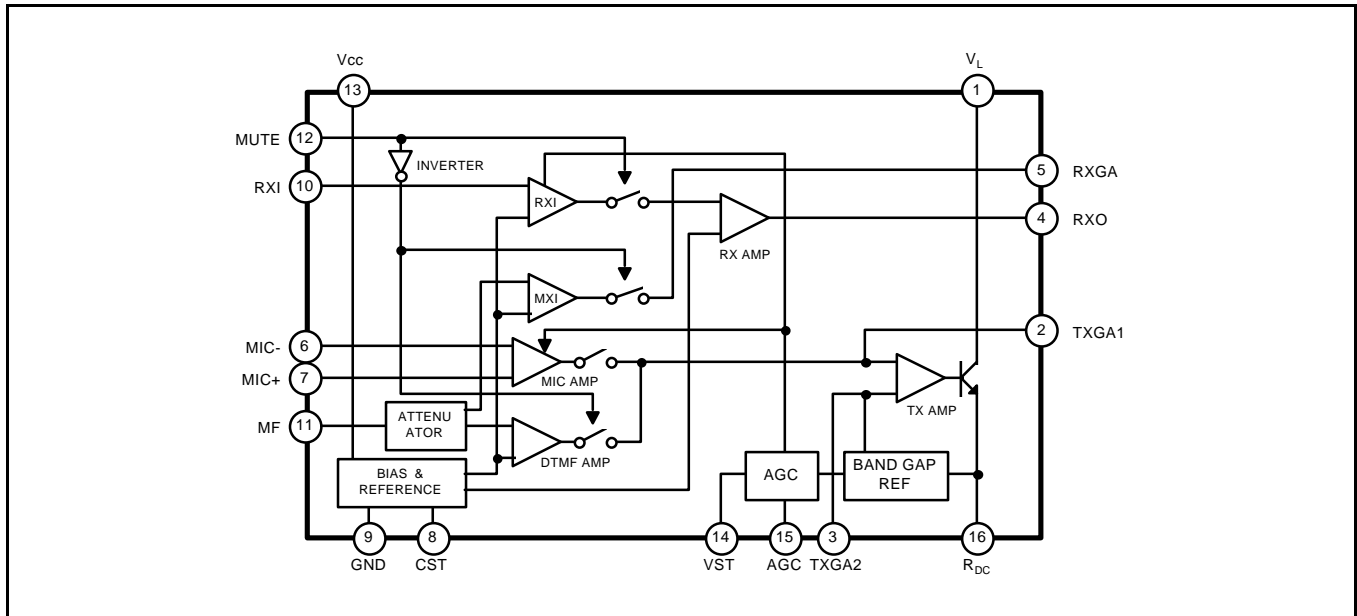 Vcc
VL
13
1
MUTE
12
INVERTER
5
RXGA
RXI
10
RXI
4
RXO
RX AMP
MXI
2
TXGA1
MIC-
6
MIC+
7
MIC AMP
TX AMP
MF
11
ATTENU
ATOR
DTMF AMP
BIAS &
REFERENCE
AGC
BAND GAP
REF
9
8
14
15
3
16
GND
CST
VST
AGC
TXGA2
RDC